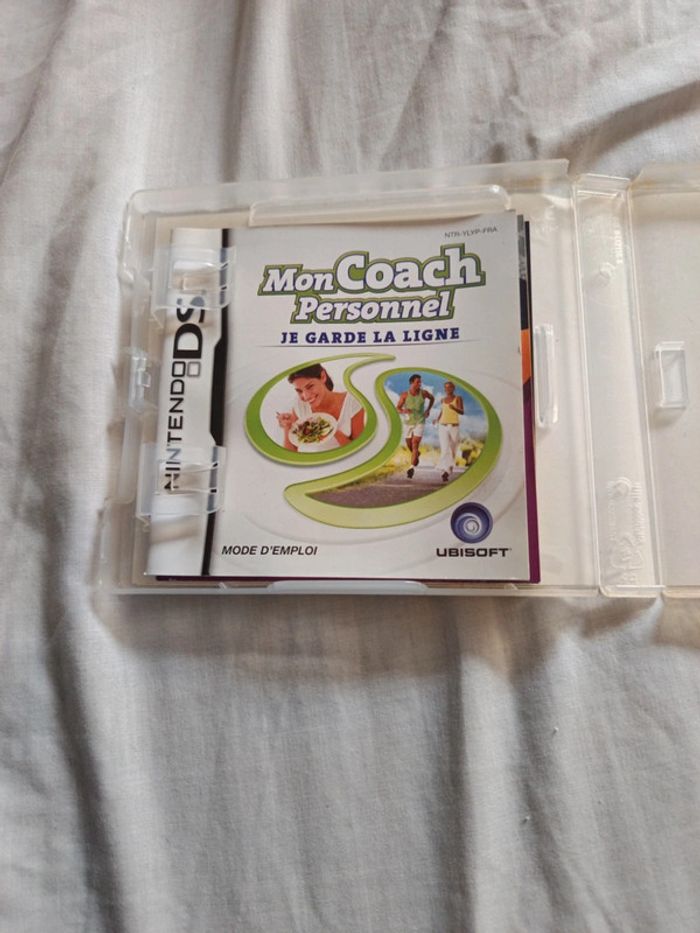 NTR-YLYP-FRA
Mon Coach
Personnel
JE GARDE LA LIGNE
NINTENDO DS
MODE D'EMPLOI
UBISOFT